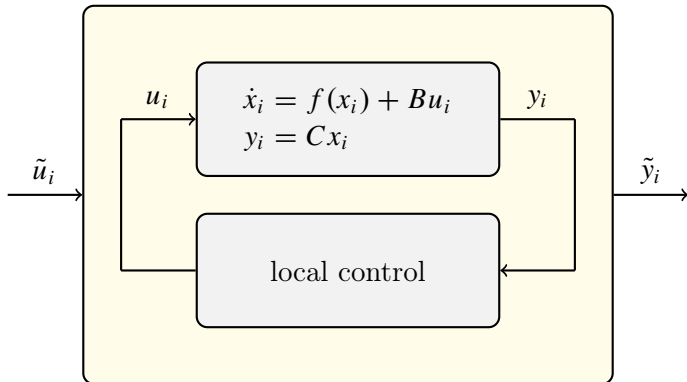 u_i
ẋ_i = f(x_i) + Bu_i
y_i = Cx_i
y_i
ũ_i
ỹ_i
local control